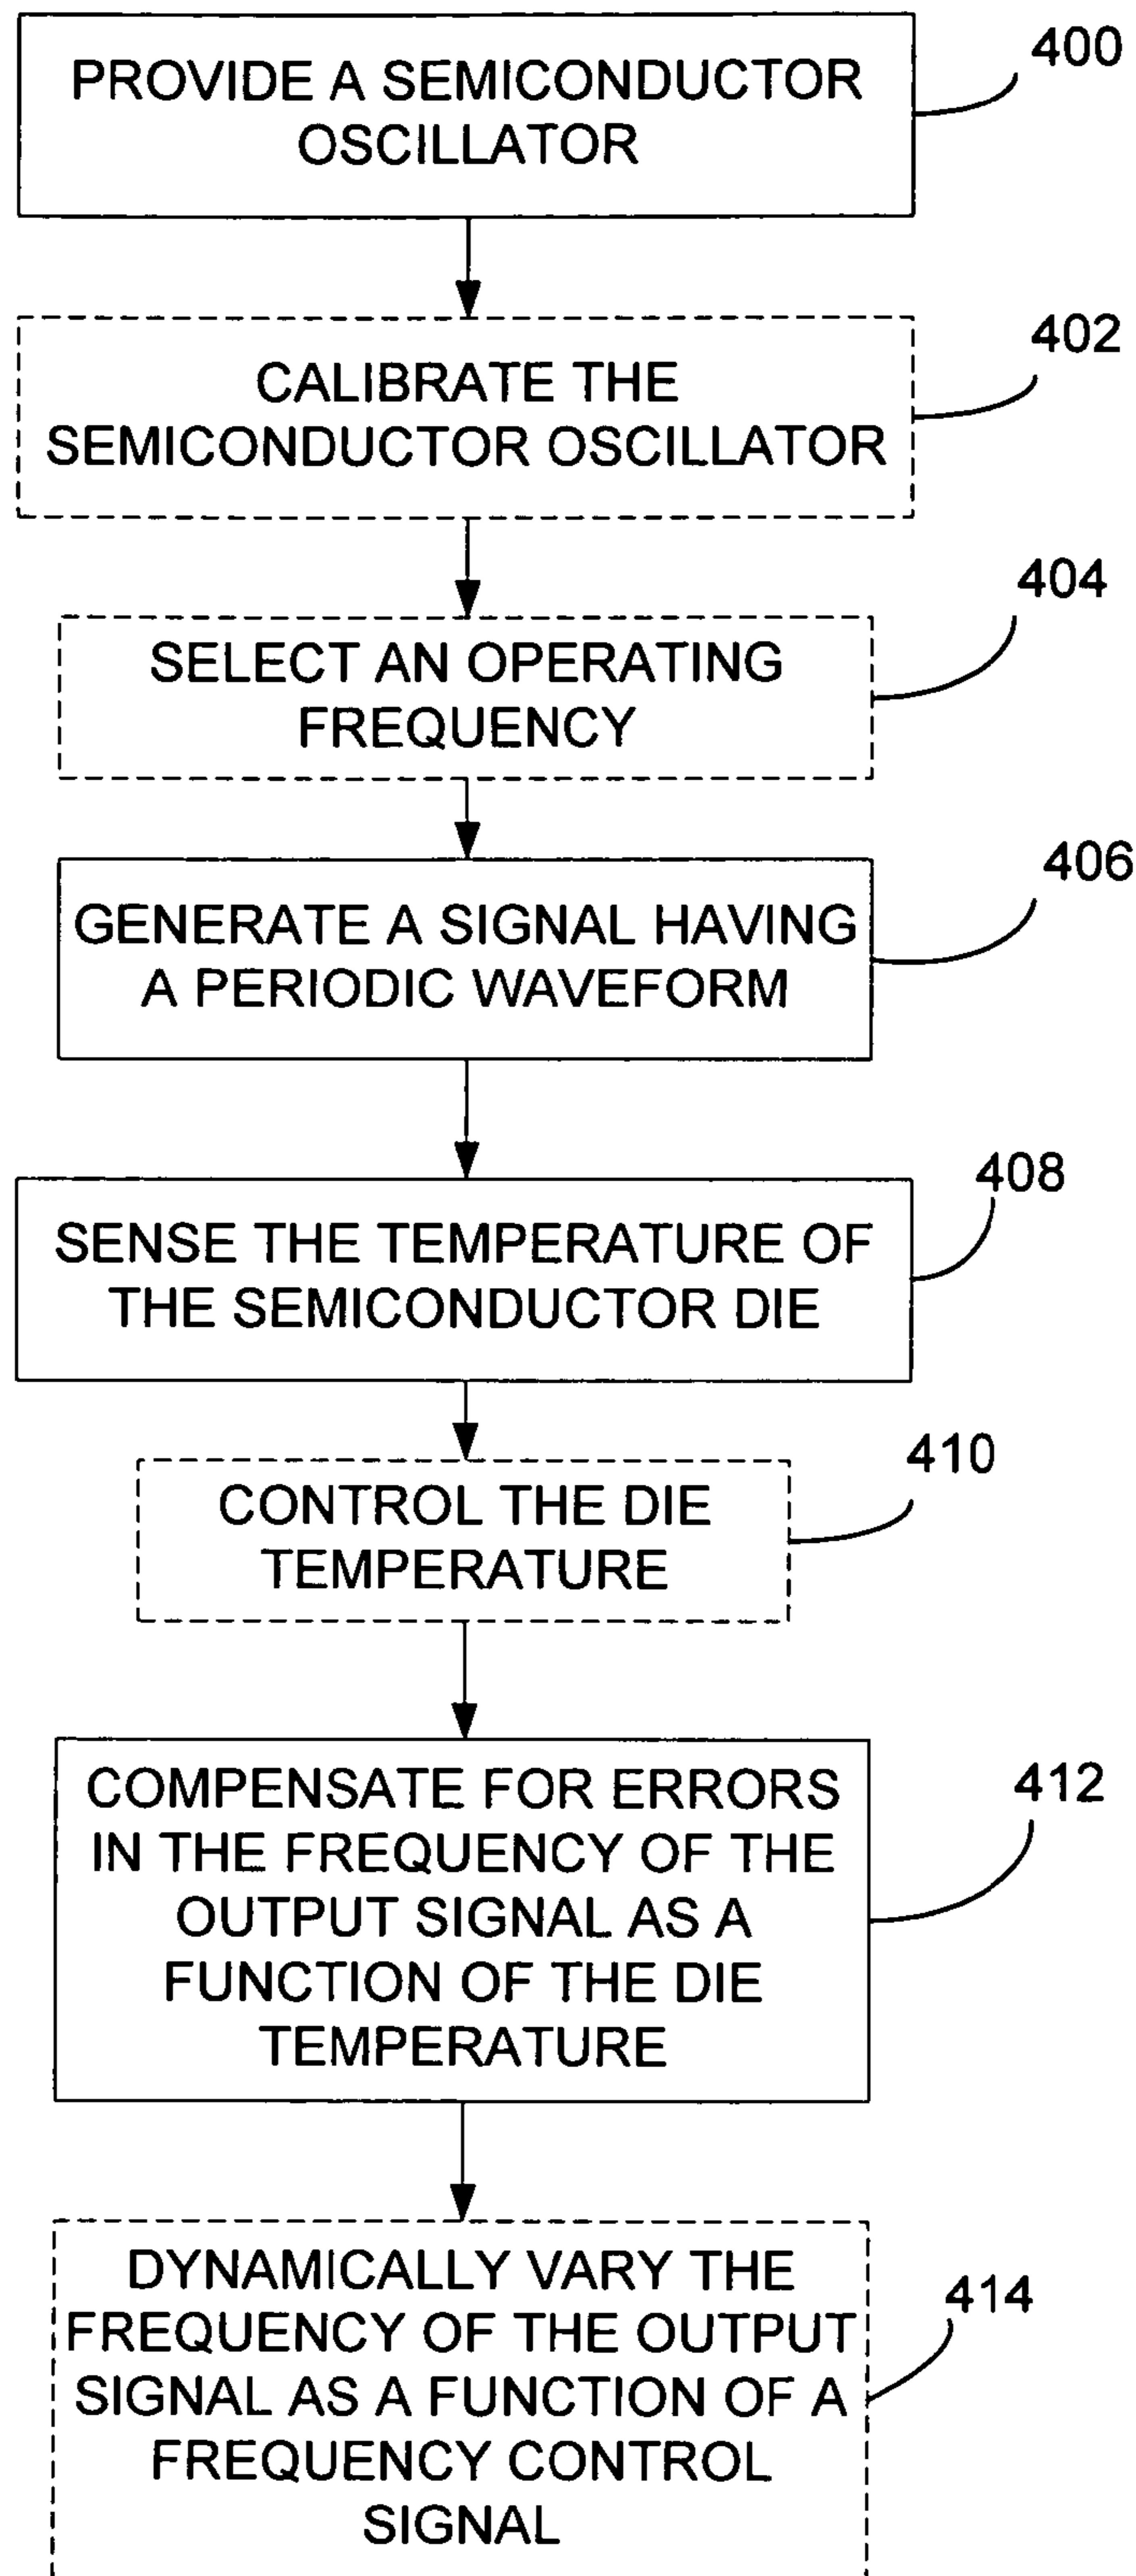 PROVIDE A SEMICONDUCTOR
OSCILLATOR
400
CALIBRATE THE
SEMICONDUCTOR OSCILLATOR
402
SELECT AN OPERATING
FREQUENCY
404
GENERATE A SIGNAL HAVING
A PERIODIC WAVEFORM
406
SENSE THE TEMPERATURE OF
THE SEMICONDUCTOR DIE
408
CONTROL THE DIE
TEMPERATURE
410
COMPENSATE FOR ERRORS
IN THE FREQUENCY OF THE
OUTPUT SIGNAL AS A
FUNCTION OF THE DIE
TEMPERATURE
412
DYNAMICALLY VARY THE
FREQUENCY OF THE OUTPUT
SIGNAL AS A FUNCTION OF A
FREQUENCY CONTROL
SIGNAL
414